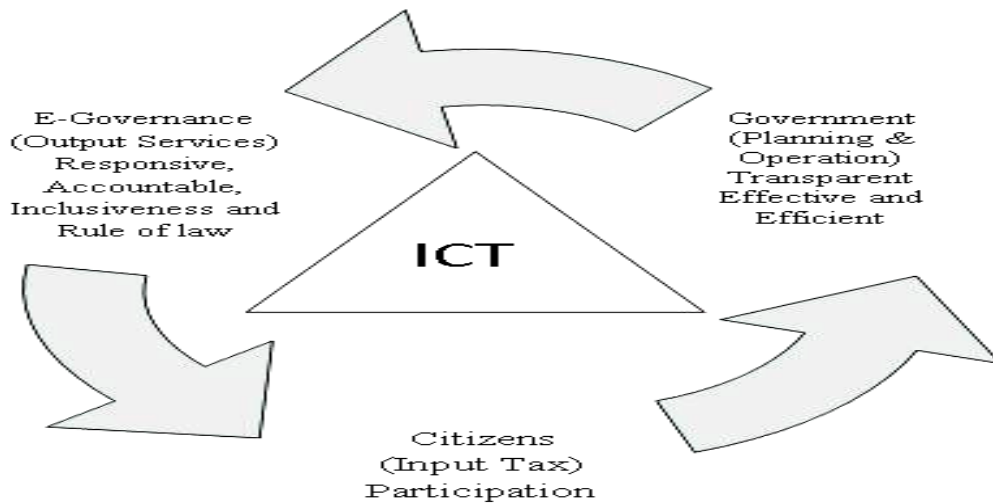 E-Governance
(Output Services)
Responsive,
Accountable,
Inclusiveness and
Rule of law
Government
(Planning &
Operation)
Transparent
Effective and
Efficient
ICT
Citizens
(Input Tax)
Participation